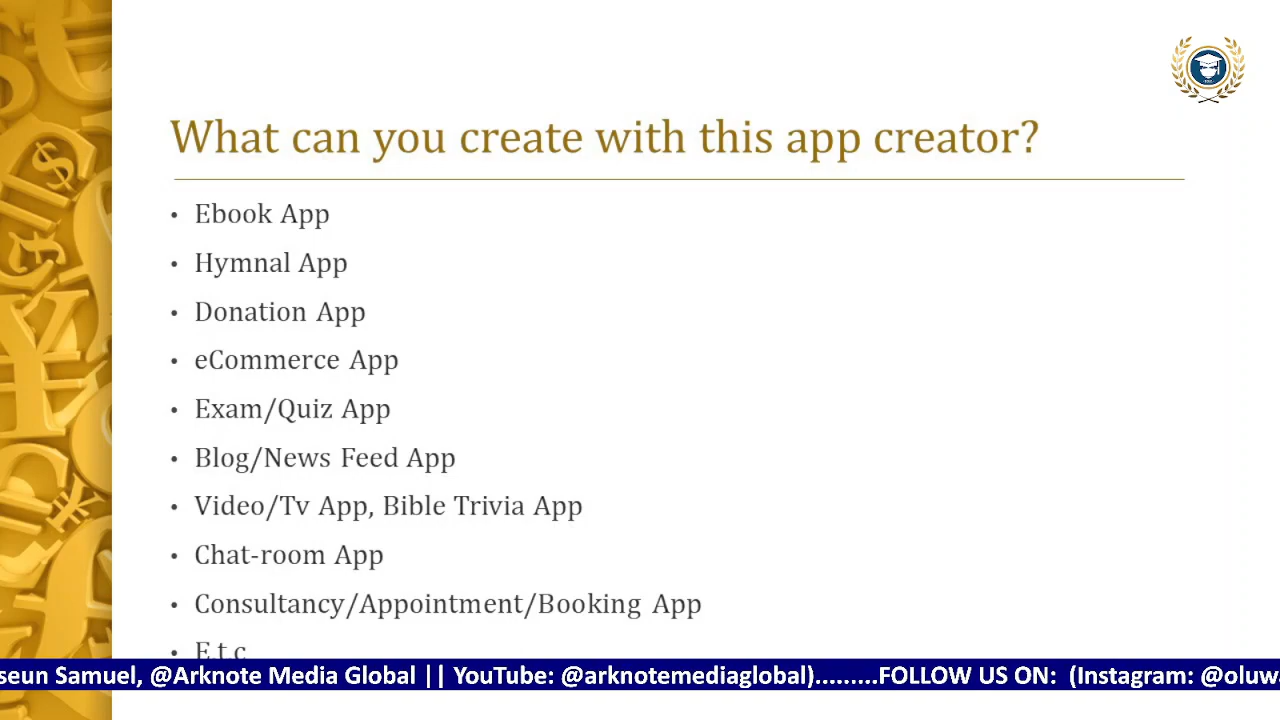 What can you create with this app creator?
• Ebook App
• Hymnal App
• Donation App
• eCommerce App
• Exam/Quiz App
• Blog/News Feed App
• Video/Tv App, Bible Trivia App
• Chat-room App
• Consultancy/Appointment/Booking App
• E.t.c
Samuel, @Arknote Media Global || YouTube: @arknotemediaglobal).........FOLLOW US ON: (Instagram: